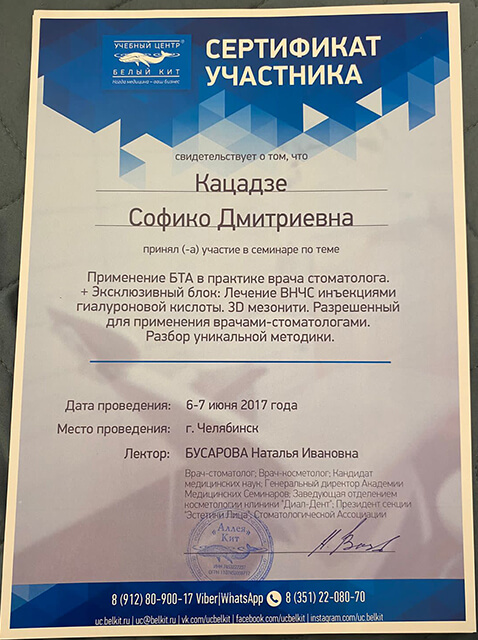 УЧЕБНЫЙ ЦЕНТР
БЕЛЫЙ КИТ
Когда медицина - ваш бизнес
СЕРТИФИКАТ
УЧАСТНИКА
свидетельствует о том, что
Кацадзе
Софико Дмитриевна
принял (-а) участие в семинаре по теме
Применение БТА в практике врача стоматолога.
+ Эксклюзивный блок: Лечение ВНЧС инъекциями
гиалуроновой кислоты. 3D мезонити. Разрешенный
для применения врачами-стоматологами.
Разбор уникальной методики.
Дата проведения: 6-7 июня 2017 года
Место проведения: г. Челябинск
Лектор: БУСАРОВА Наталья Ивановна
Врач-стоматолог; Врач-косметолог; Кандидат
медицинских наук; Генеральный директор Академии
Медицинских Семинаров; Заведующая отделением
косметологии клиники "Диал-Дент"; Президент секции
"Эстетики Лица", Стоматологической Ассоциации
"Аллея
Кит"
8 (912) 80-900-17 Viber|WhatsApp 8 (351) 22-080-70
uc.belkit.ru | uc@belkit.ru | vk.com/ucbelkit | facebook.com/ucbelkit | instagram.com/uc.belkit